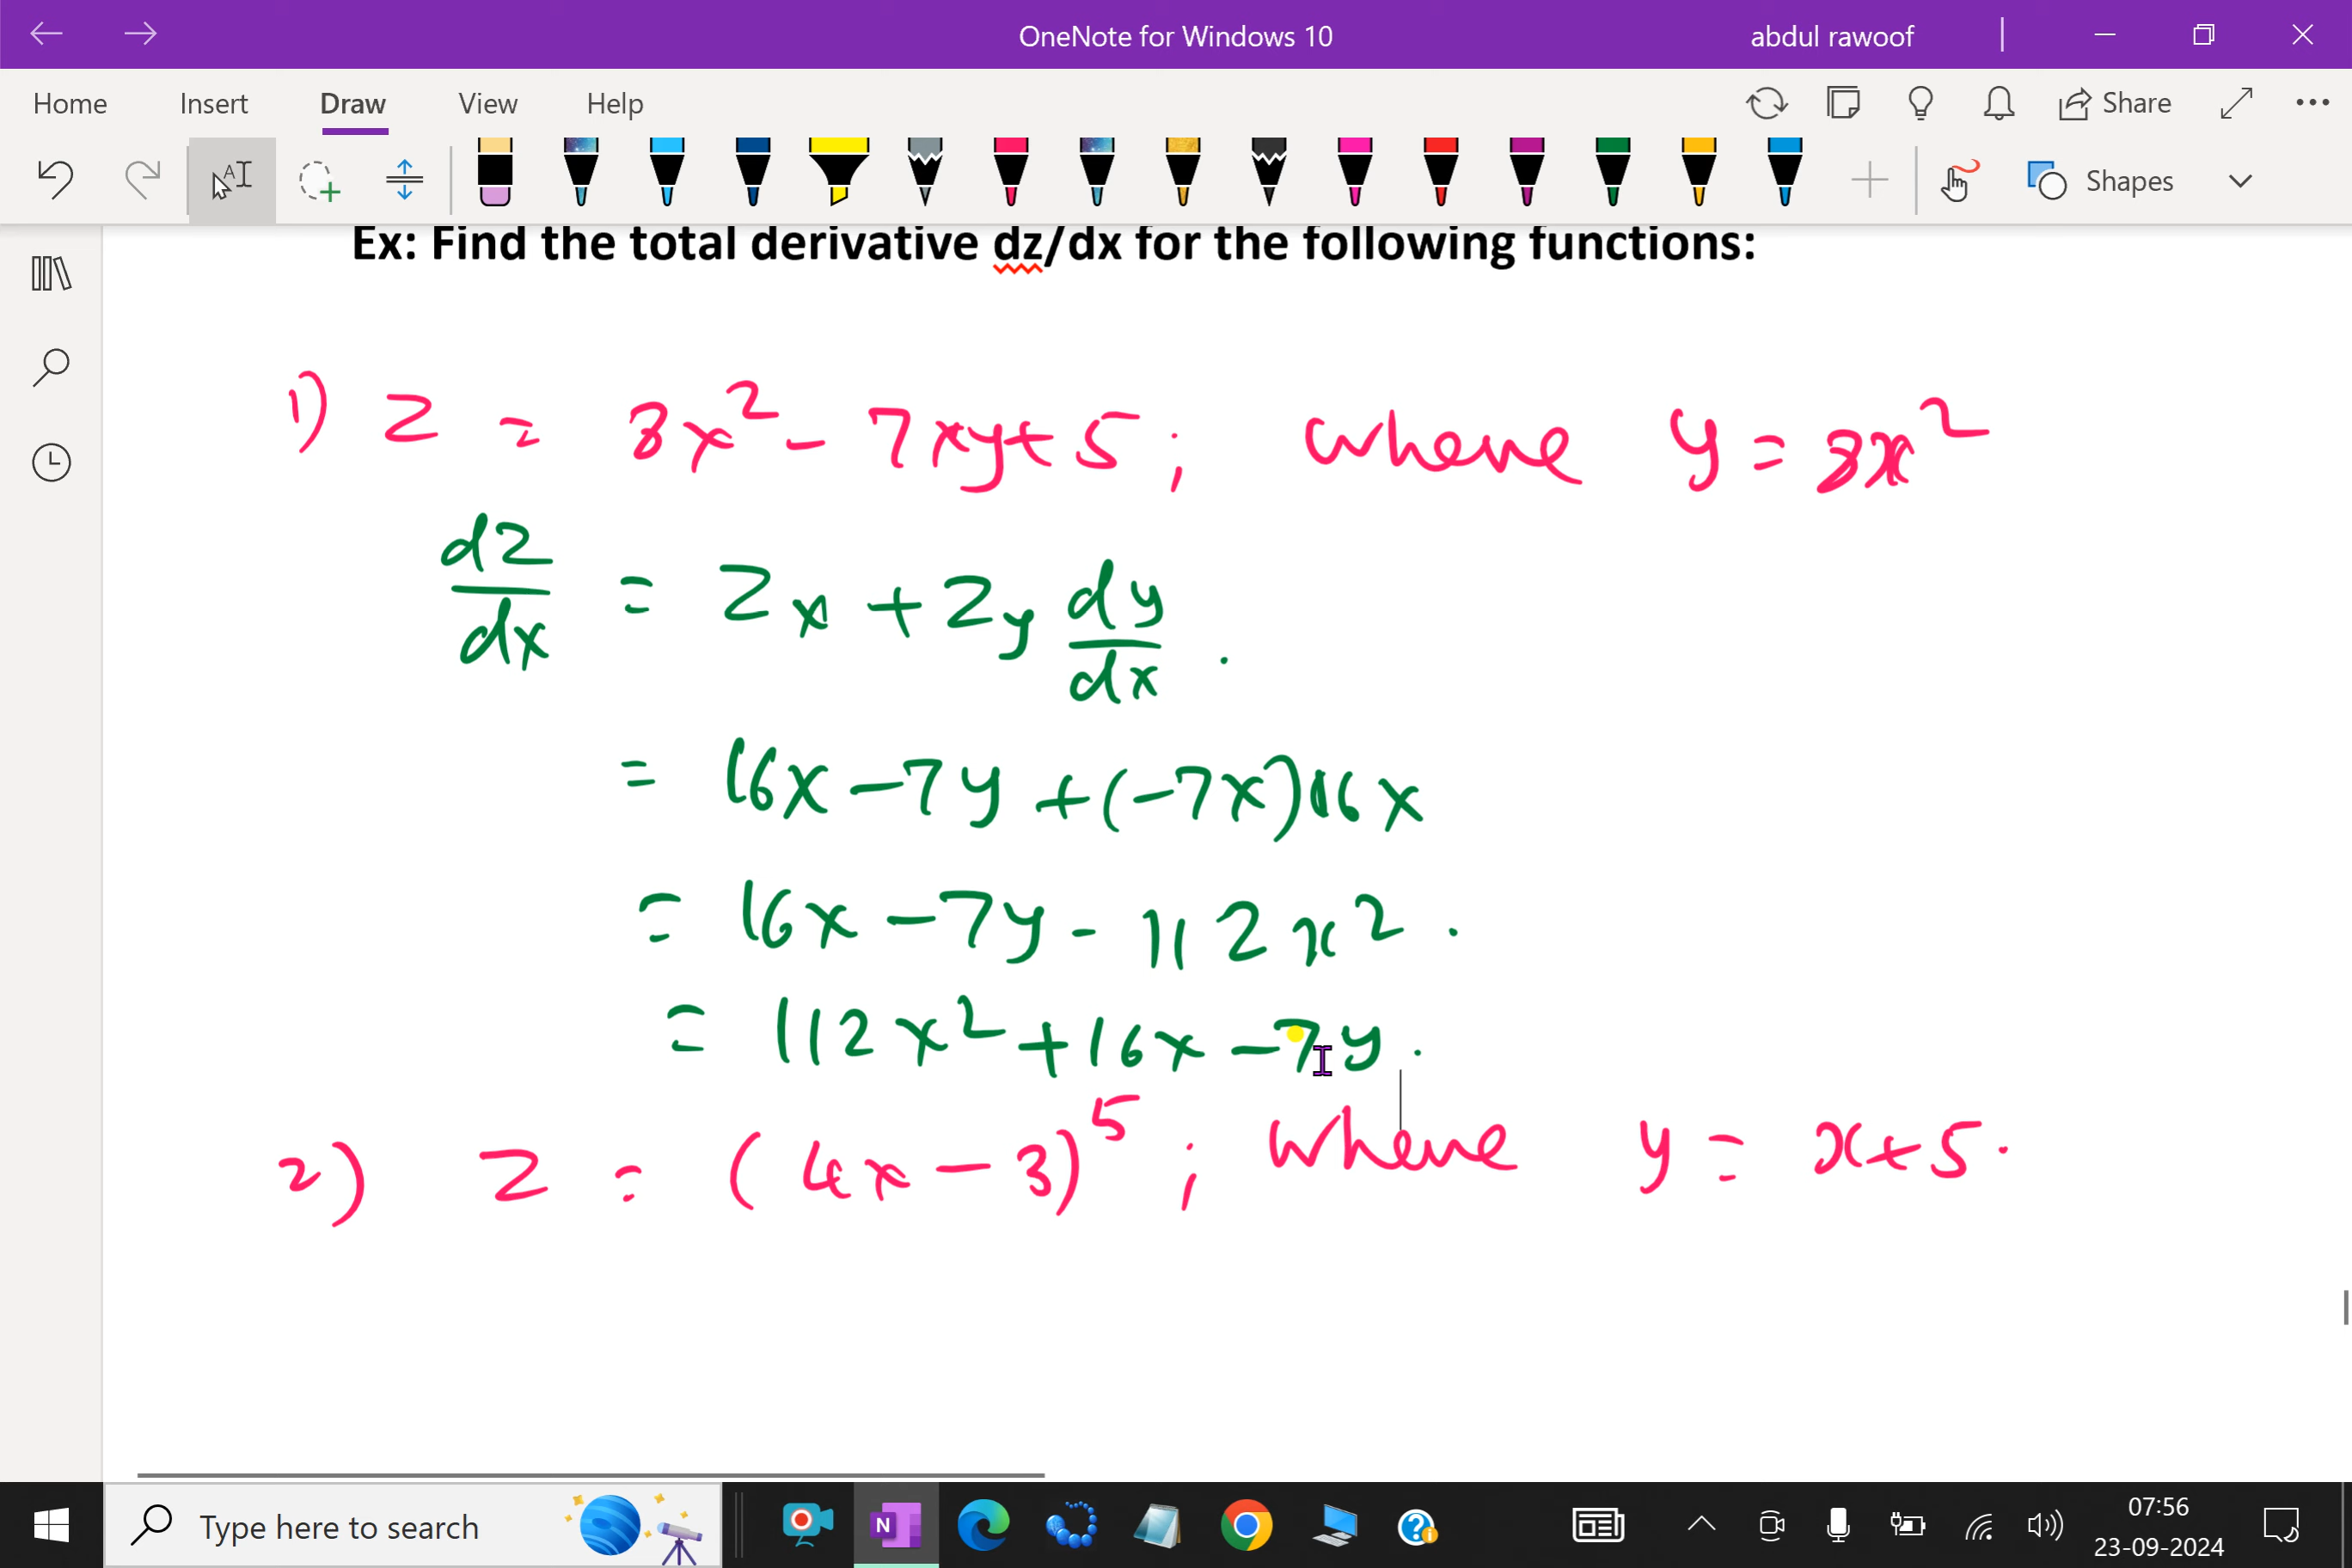 OneNote for Windows 10
abdul rawoof
Home Insert Draw View Help
Share
Shapes
Ex: Find the total derivative dz/dx for the following functions:
1) z = 8x² - 7xy + 5 ; where y = 8x²
dz/dx = Zx + Zy dy/dx .
= 16x - 7y + (-7x)16x
= 16x - 7y - 112x² .
= 112x² + 16x - 7y .
2) z = (4x - 3)⁵ ; where y = x + 5 .
Type here to search
07:56
23-09-2024